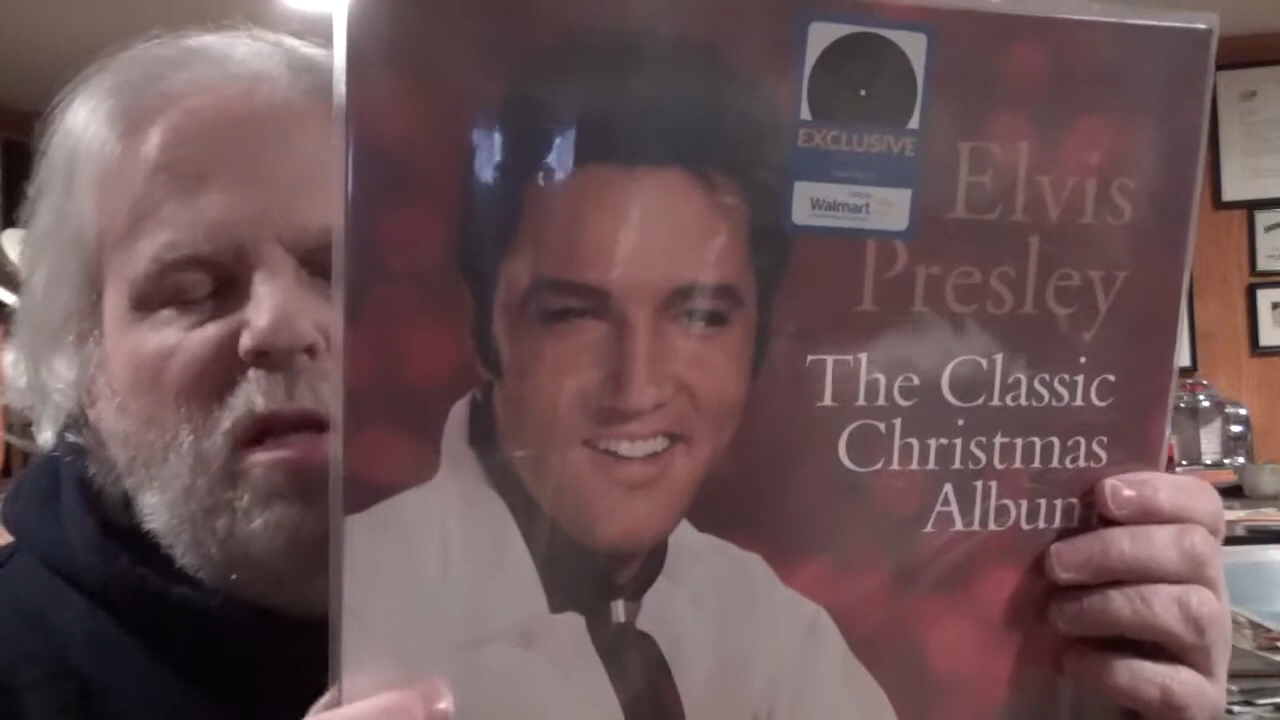 EXCLUSIVE
Walmart
Elvis
Presley
The Classic
Christmas
Album